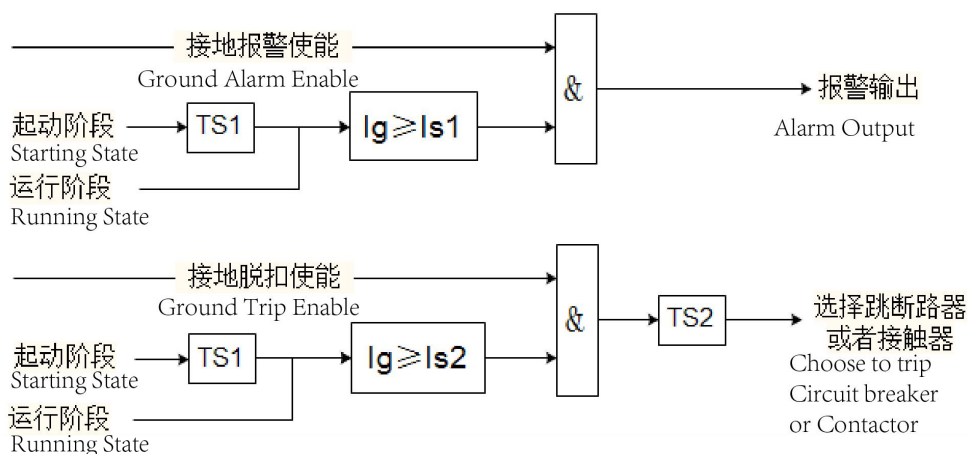 接地报警使能
Ground Alarm Enable
起动阶段
Starting State
TS1
Ig≥Is1
运行阶段
Running State
&
报警输出
Alarm Output
接地脱扣使能
Ground Trip Enable
起动阶段
Starting State
TS1
Ig≥Is2
运行阶段
Running State
&
TS2
选择跳断路器
或者接触器
Choose to trip
Circuit breaker
or Contactor